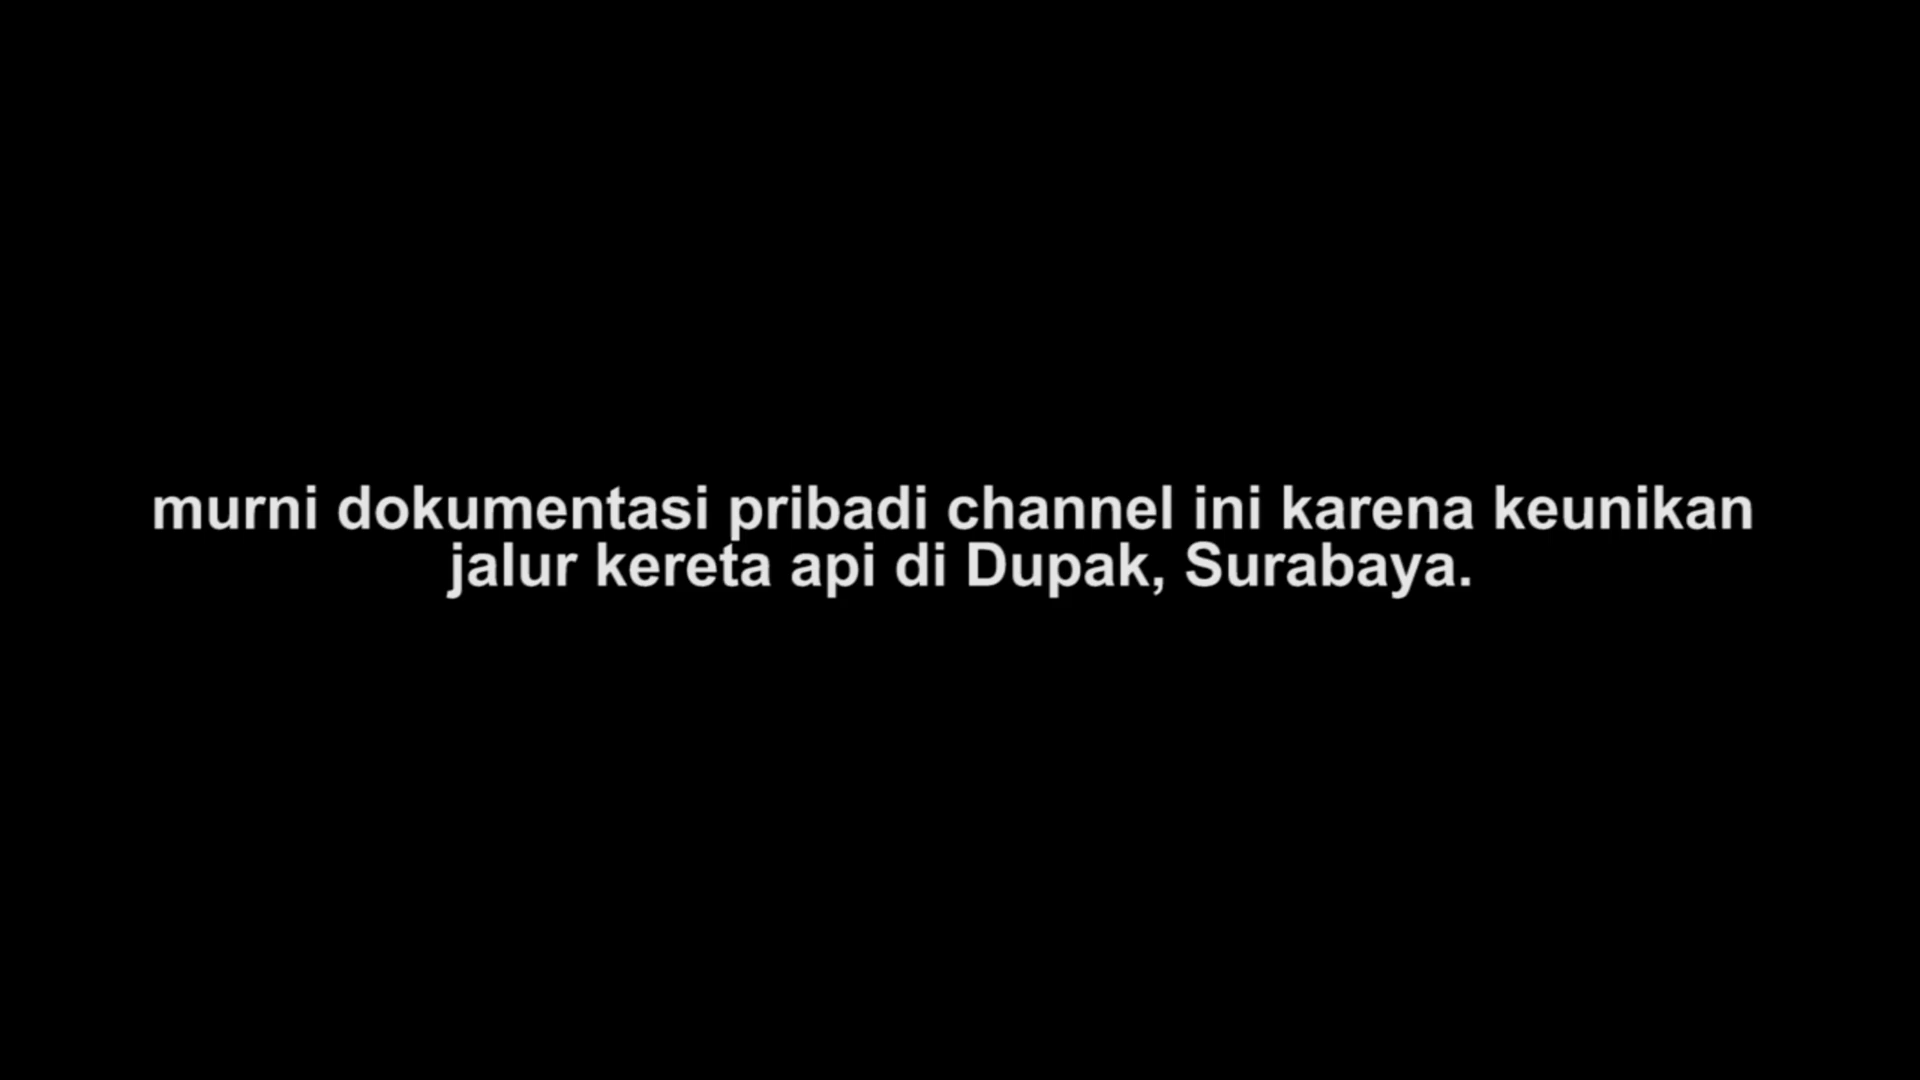 murni dokumentasi pribadi channel ini karena keunikan
jalur kereta api di Dupak, Surabaya.